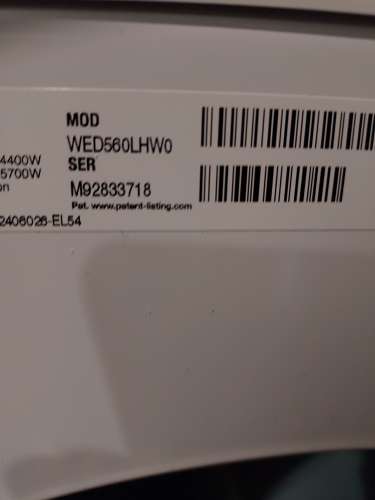 MOD
WED560LHW0
4400W
SER
5700W
on
M92833718
Pat. www.patent-listing.com
2406026-EL54